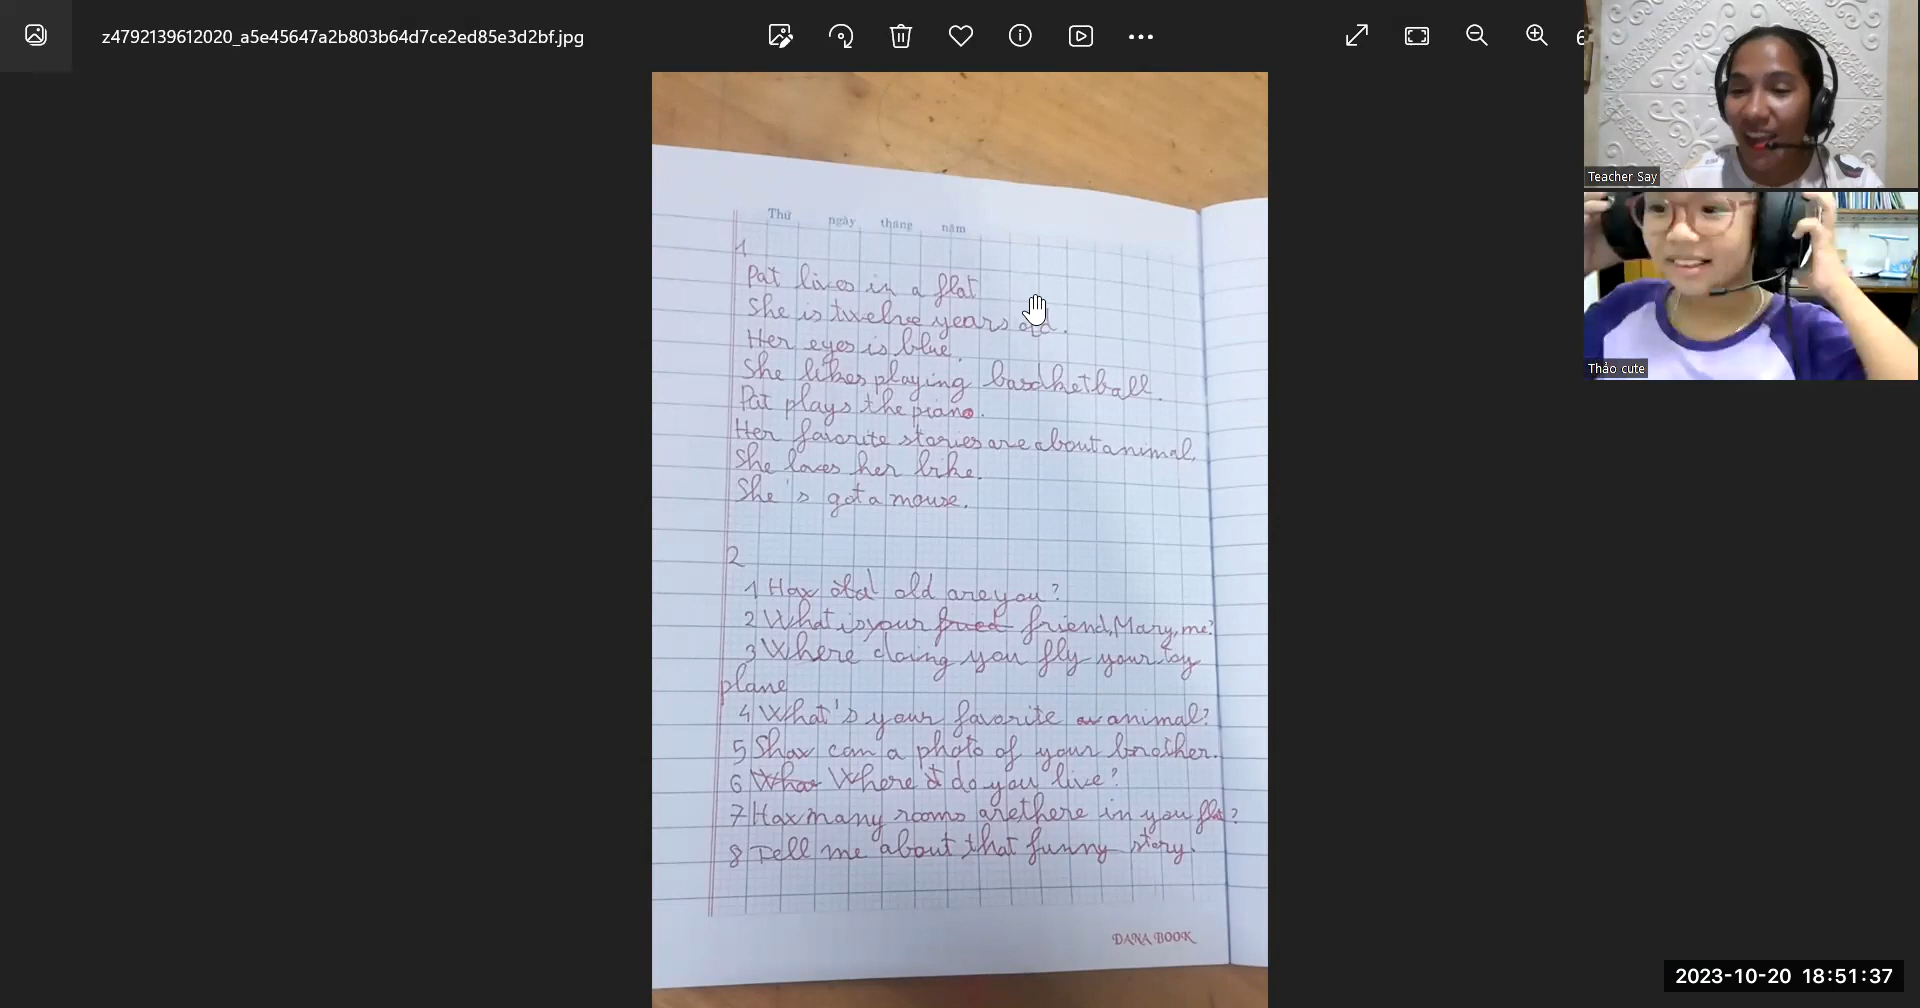 z4792139612020_a5e45647a2b803b64d7ce2ed85e3d2bf.jpg
Teacher Say
Thảo cute
Thứ ngày tháng năm
1
Pat lives in a flat
She is twelve years old.
Her eyes is blue.
She likes playing basdketball.
Pat plays the piano.
Her favorite stories are about animal.
She loves her bike.
She's got a mouse.
2
1 How old are you?
2 What is your friend, Mary, me?
3 Where doing you fly your toy
plane
4 What's your favorite animal?
5 Show can a photo of your brother.
6 Where do you live?
7 How many rooms are there in you flat?
8 Tell me about that funny story.
DANA BOOK
2023-10-20 18:51:37